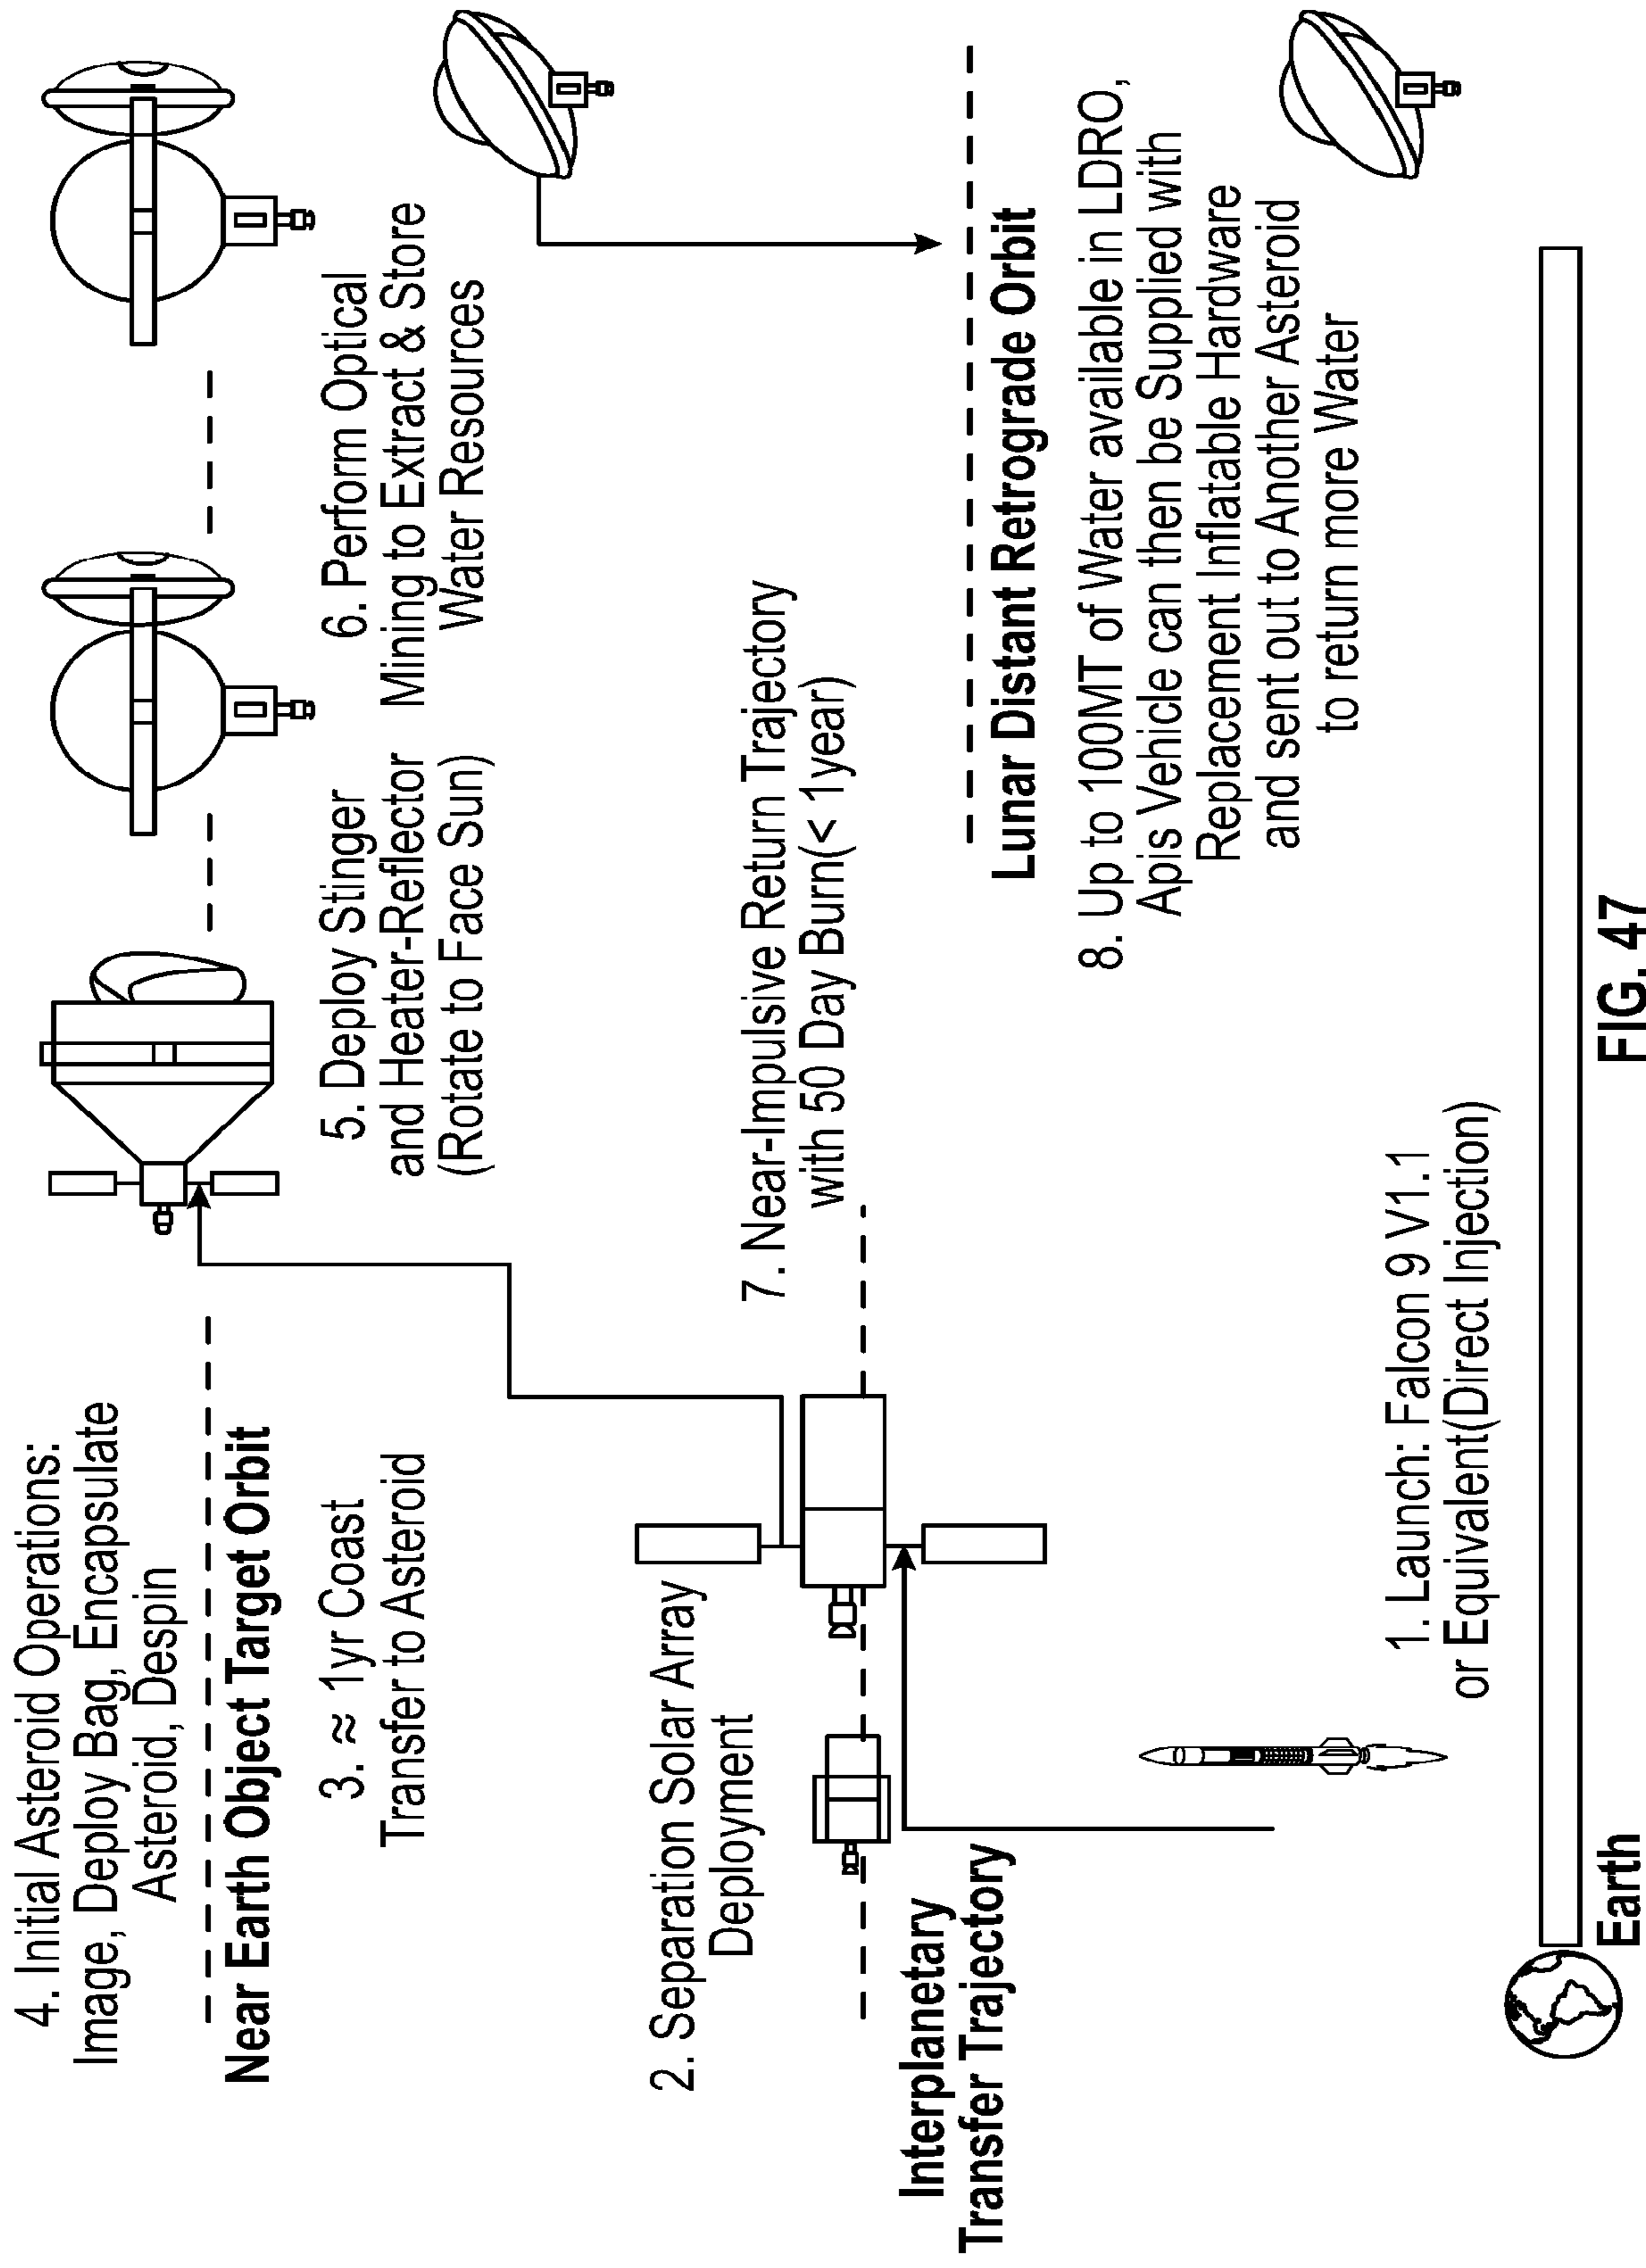 4. Initial Asteroid Operations:
Image, Deploy Bag, Encapsulate
Asteroid, Despin
Near Earth Object Target Orbit
3. ≈ 1yr Coast
Transfer to Asteroid
5. Deploy Stinger
and Heater-Reflector
(Rotate to Face Sun)
6. Perform Optical
Mining to Extract & Store
Water Resources
2. Separation Solar Array
Deployment
7. Near-Impulsive Return Trajectory
with 50 Day Burn(< 1year)
Interplanetary
Transfer Trajectory
Lunar Distant Retrograde Orbit
8. Up to 100MT of Water available in LDRO,
Apis Vehicle can then be Supplied with
Replacement Inflatable Hardware
and sent out to Another Asteroid
to return more Water
1. Launch: Falcon 9 V1.1
or Equivalent(Direct Injection)
Earth
FIG. 47